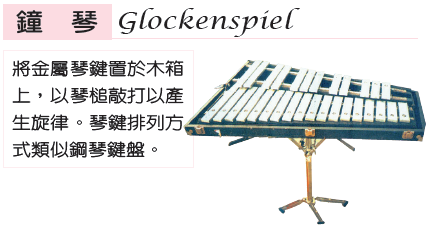 鐘 琴 Glockenspiel
將金屬琴鍵置於木箱
上，以琴槌敲打以產
生旋律。琴鍵排列方
式類似鋼琴鍵盤。